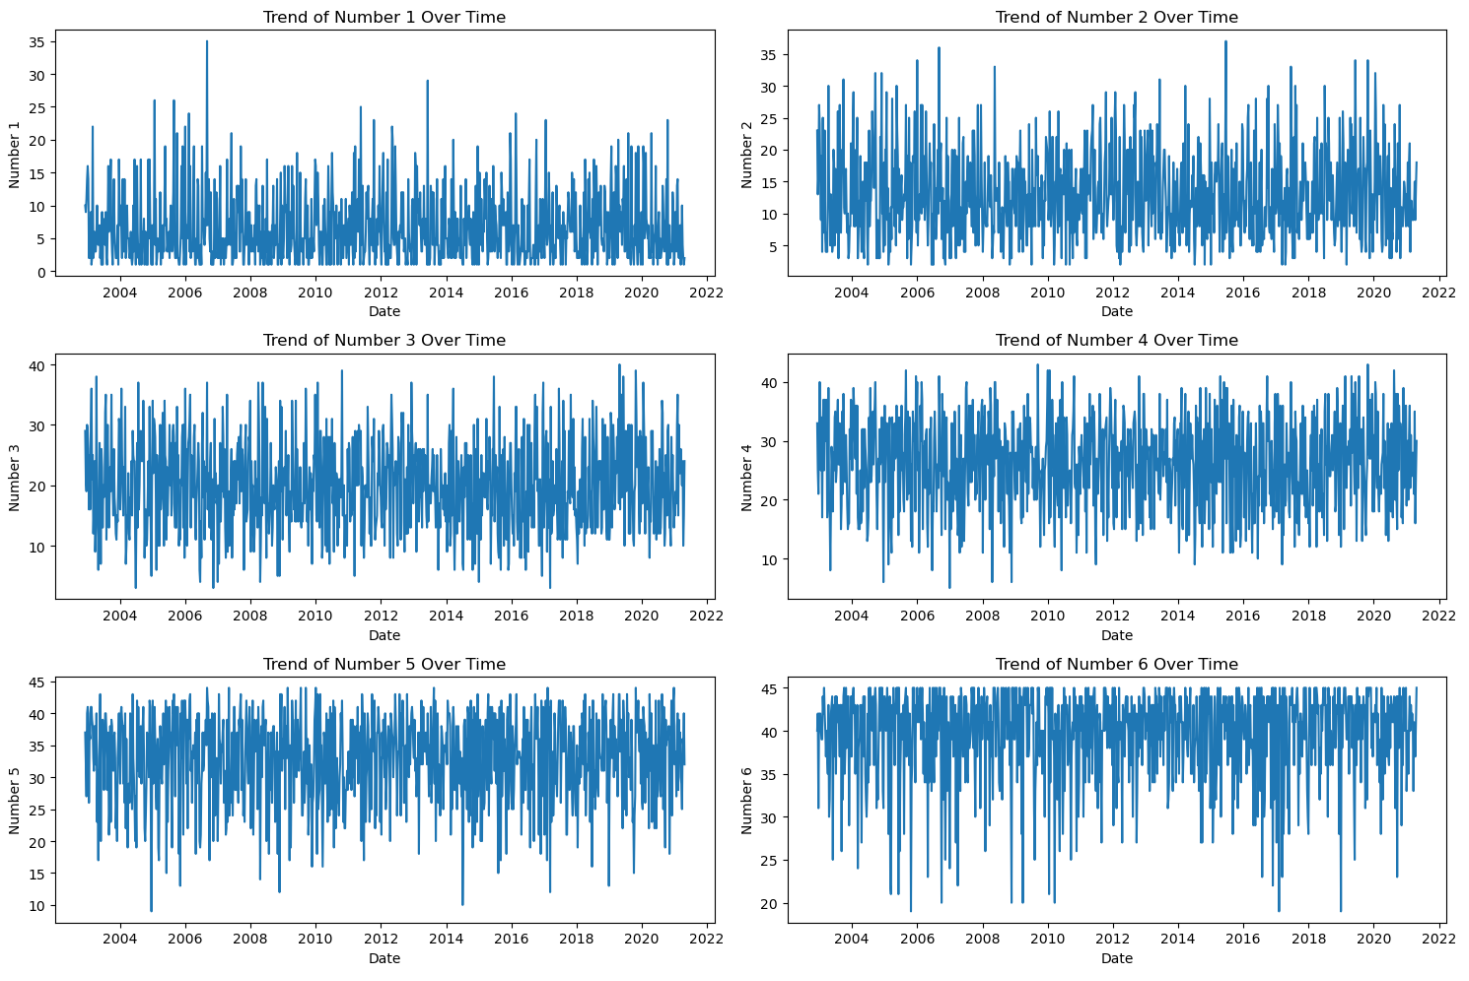 Trend of Number 1 Over Time
Number 1
35
30
25
20
15
10
5
0
2004 2006 2008 2010 2012 2014 2016 2018 2020 2022
Date
Trend of Number 2 Over Time
Number 2
35
30
25
20
15
10
5
2004 2006 2008 2010 2012 2014 2016 2018 2020 2022
Date
Trend of Number 3 Over Time
Number 3
40
30
20
10
2004 2006 2008 2010 2012 2014 2016 2018 2020 2022
Date
Trend of Number 4 Over Time
Number 4
40
30
20
10
2004 2006 2008 2010 2012 2014 2016 2018 2020 2022
Date
Trend of Number 5 Over Time
Number 5
45
40
35
30
25
20
15
10
2004 2006 2008 2010 2012 2014 2016 2018 2020 2022
Date
Trend of Number 6 Over Time
Number 6
45
40
35
30
25
20
2004 2006 2008 2010 2012 2014 2016 2018 2020 2022
Date